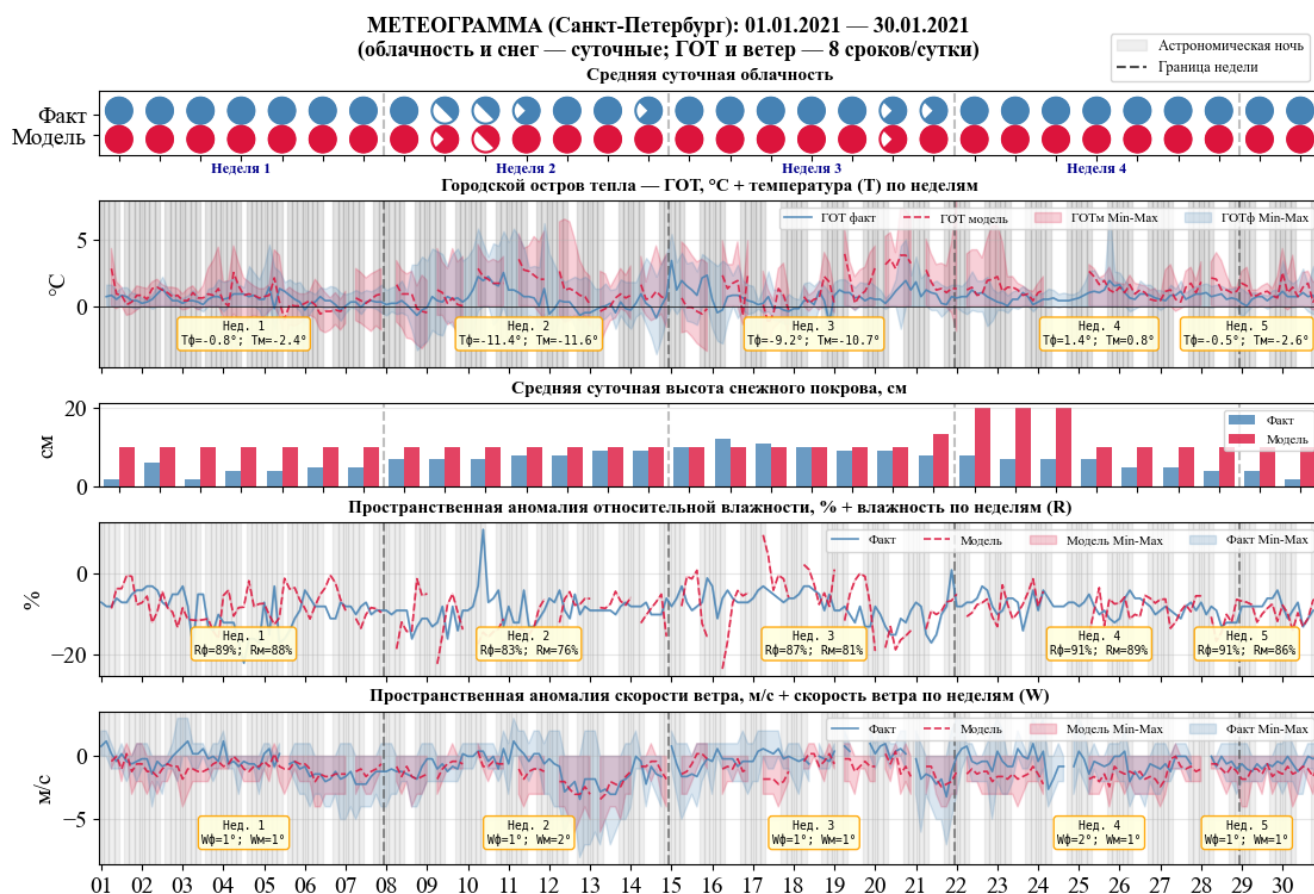 МЕТЕОГРАММА (Санкт-Петербург): 01.01.2021 — 30.01.2021
(облачность и снег — суточные; ГОТ и ветер — 8 сроков/сутки)
Астрономическая ночь
Граница недели
Средняя суточная облачность
Факт
Модель
Неделя 1 Неделя 2 Неделя 3 Неделя 4
Городской остров тепла — ГОТ, °C + температура (Т) по неделям
ГОТ факт ГОТ модель ГОТм Min-Max ГОТф Min-Max
5
0
°C
Нед. 1
Тф=-0.8°; Тм=-2.4°
Нед. 2
Тф=-11.4°; Тм=-11.6°
Нед. 3
Тф=-9.2°; Тм=-10.7°
Нед. 4
Тф=1.4°; Тм=0.8°
Нед. 5
Тф=-0.5°; Тм=-2.6°
Средняя суточная высота снежного покрова, см
20
0
см
Факт
Модель
Пространственная аномалия относительной влажности, % + влажность по неделям (R)
Факт Модель Модель Min-Max Факт Min-Max
0
−20
%
Нед. 1
Rф=89%; Rм=88%
Нед. 2
Rф=83%; Rм=76%
Нед. 3
Rф=87%; Rм=81%
Нед. 4
Rф=91%; Rм=89%
Нед. 5
Rф=91%; Rм=86%
Пространственная аномалия скорости ветра, м/с + скорость ветра по неделям (W)
Факт Модель Модель Min-Max Факт Min-Max
0
−5
м/с
Нед. 1
Wф=1°; Wм=1°
Нед. 2
Wф=1°; Wм=2°
Нед. 3
Wф=1°; Wм=1°
Нед. 4
Wф=2°; Wм=1°
Нед. 5
Wф=1°; Wм=1°
01 02 03 04 05 06 07 08 09 10 11 12 13 14 15 16 17 18 19 20 21 22 23 24 25 26 27 28 29 30